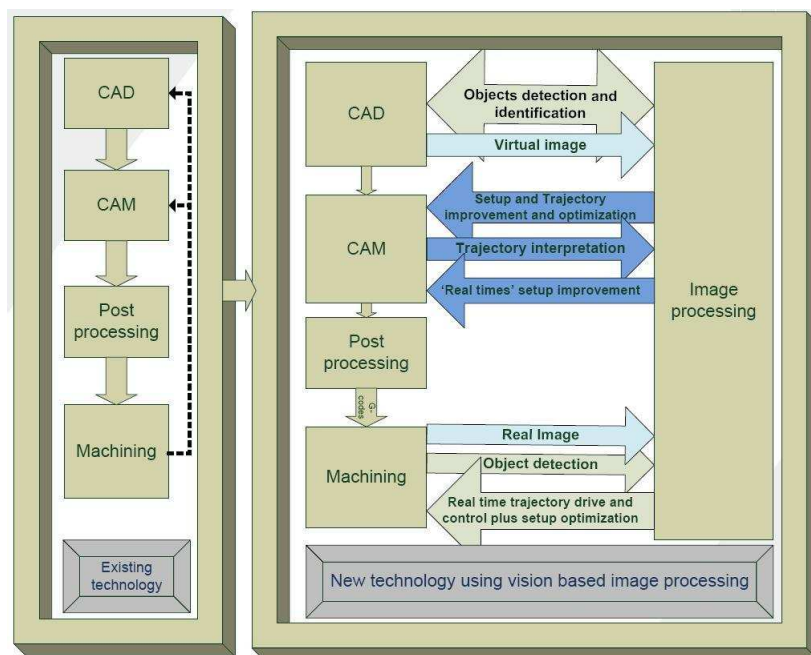 CAD
CAM
Post
processing
Machining
Existing
technology
CAD
Objects detection and
identification
Virtual image
CAM
Setup and Trajectory
improvement and optimization
Trajectory interpretation
‘Real times’ setup improvement
Image
processing
Post
processing
G-
codes
Machining
Real Image
Object detection
Real time trajectory drive and
control plus setup optimization
New technology using vision based image processing